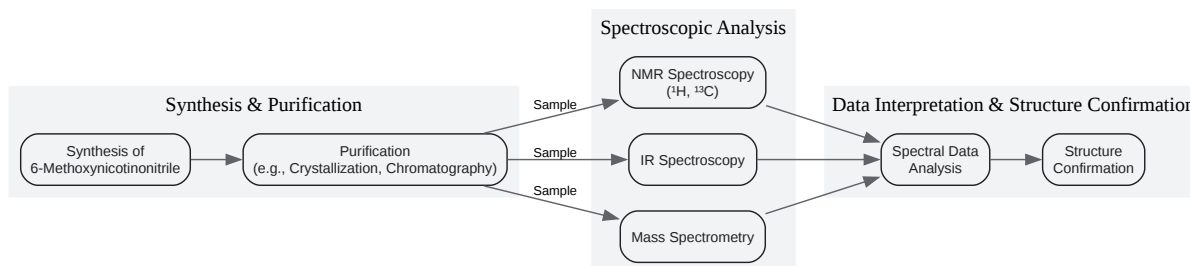 Synthesis & Purification
Synthesis of
6-Methoxynicotinonitrile
Purification
(e.g., Crystallization, Chromatography)
Sample
Sample
Sample
Spectroscopic Analysis
NMR Spectroscopy
(¹H, ¹³C)
IR Spectroscopy
Mass Spectrometry
Data Interpretation & Structure Confirmation
Spectral Data
Analysis
Structure
Confirmation